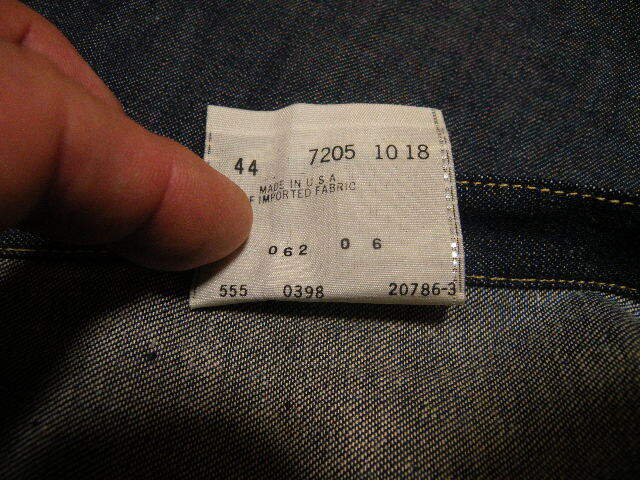 44 7205 10 18
MADE IN U.S.A.
F IMPORTED FABRIC
062 0 6
555 0398 20786-3